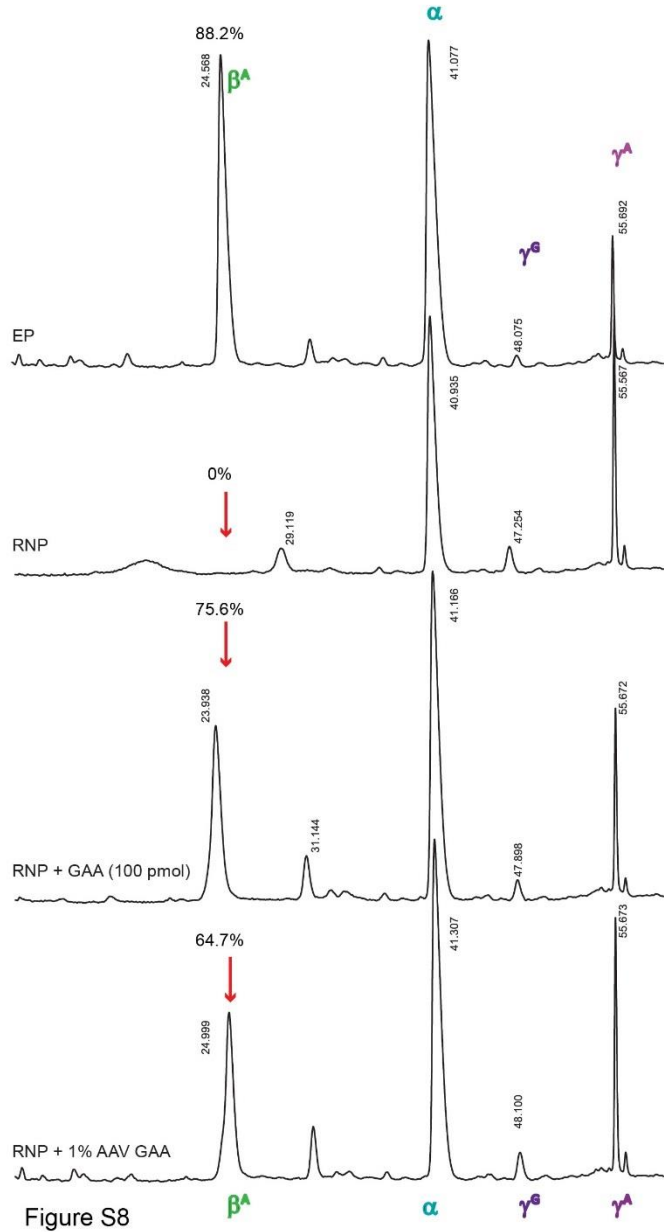 α
88.2%
24.568
β^A
41.077
γ^A
55.692
γ^G
48.075
EP
40.935
55.567
0%
29.119
47.254
RNP
75.6%
41.166
23.938
55.672
31.144
47.898
RNP + GAA (100 pmol)
64.7%
41.307
55.673
24.999
48.100
RNP + 1% AAV GAA
β^A
α
γ^G
γ^A
Figure S8